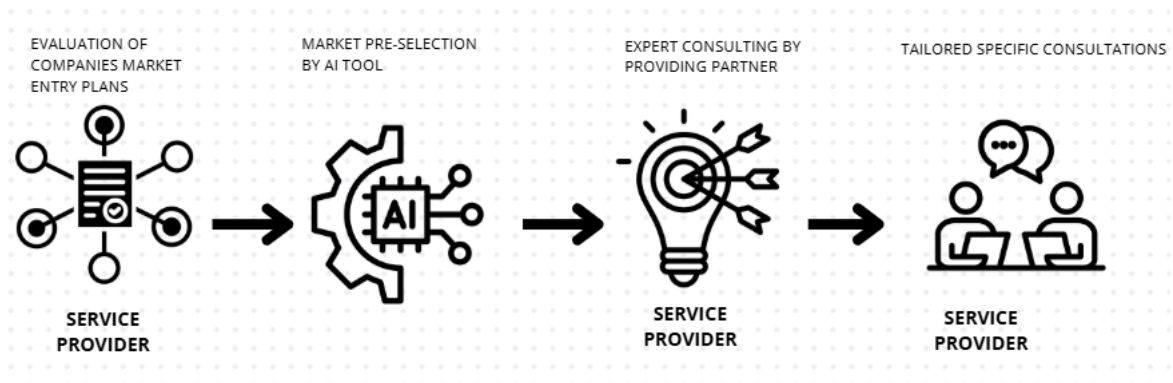 EVALUATION OF
COMPANIES MARKET
ENTRY PLANS
SERVICE
PROVIDER
MARKET PRE-SELECTION
BY AI TOOL
AI
EXPERT CONSULTING BY
PROVIDING PARTNER
SERVICE
PROVIDER
TAILORED SPECIFIC CONSULTATIONS
SERVICE
PROVIDER